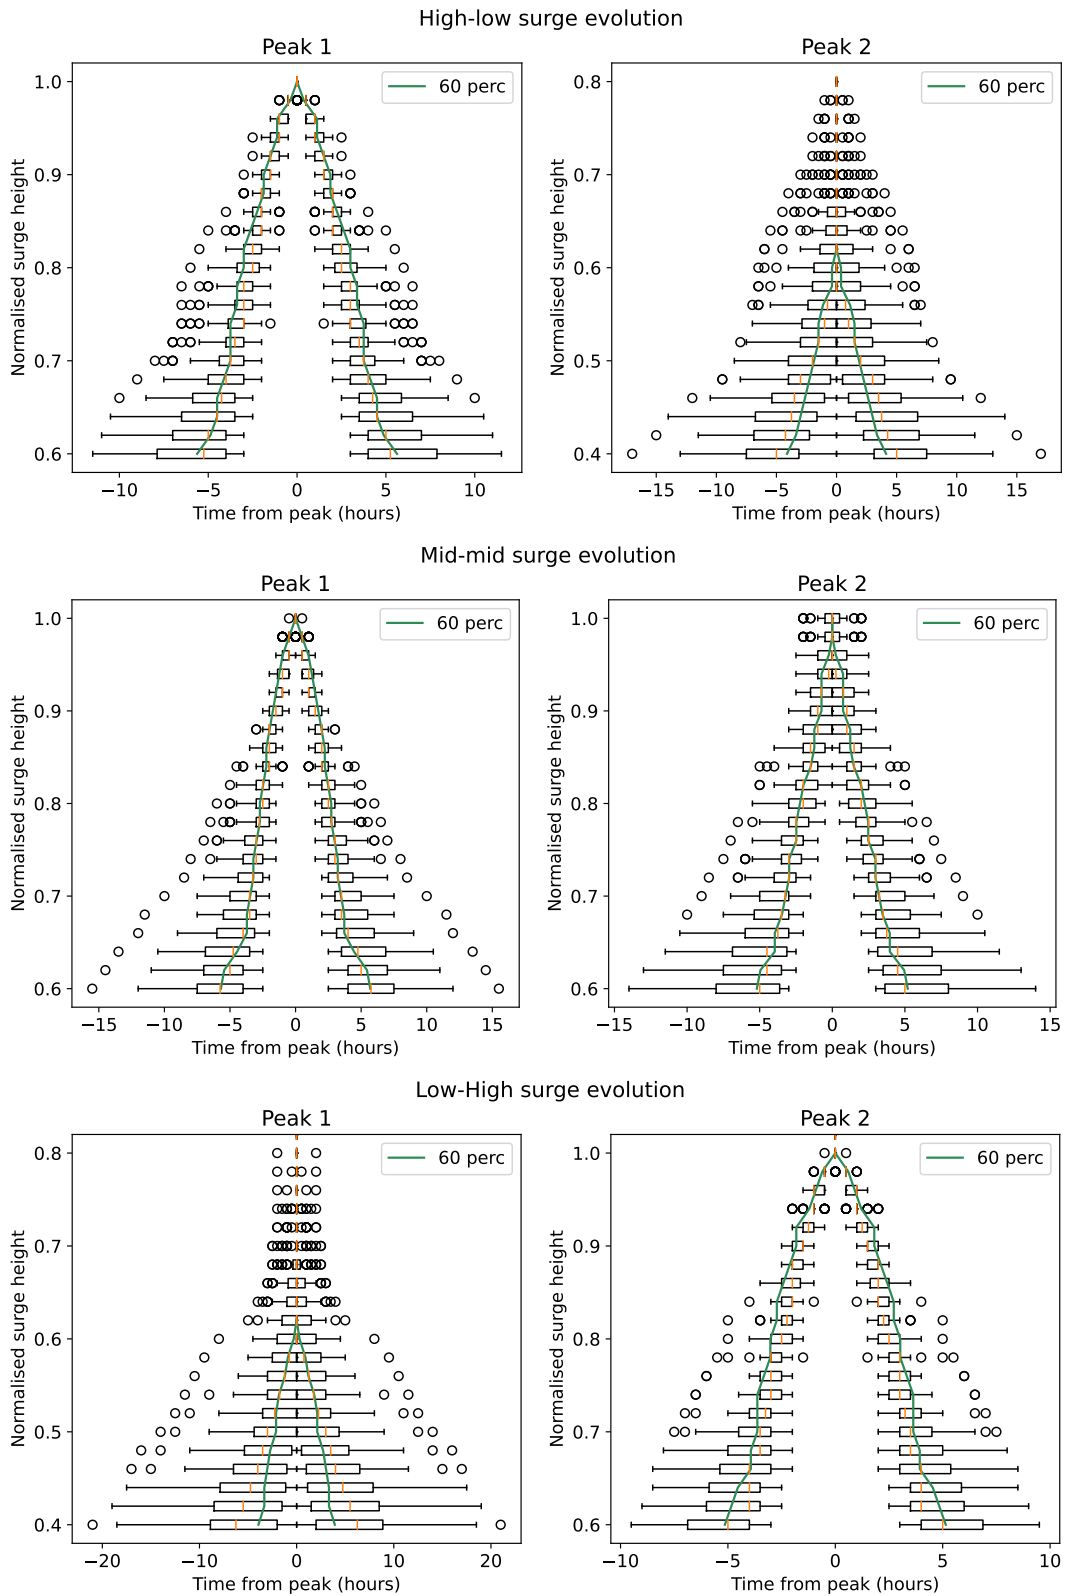 High-low surge evolution
Peak 1
Peak 2
60 perc
60 perc
1.0
0.9
0.8
0.7
0.6
Normalised surge height
−10
−5
0
5
10
Time from peak (hours)
0.8
0.7
0.6
0.5
0.4
Normalised surge height
−15
−10
−5
0
5
10
15
Time from peak (hours)
Mid-mid surge evolution
Peak 1
Peak 2
60 perc
60 perc
1.0
0.9
0.8
0.7
0.6
Normalised surge height
−15
−10
−5
0
5
10
15
Time from peak (hours)
1.0
0.9
0.8
0.7
0.6
Normalised surge height
−15
−10
−5
0
5
10
15
Time from peak (hours)
Low-High surge evolution
Peak 1
Peak 2
60 perc
60 perc
0.8
0.7
0.6
0.5
0.4
Normalised surge height
−20
−10
0
10
20
Time from peak (hours)
1.0
0.9
0.8
0.7
0.6
Normalised surge height
−10
−5
0
5
10
Time from peak (hours)